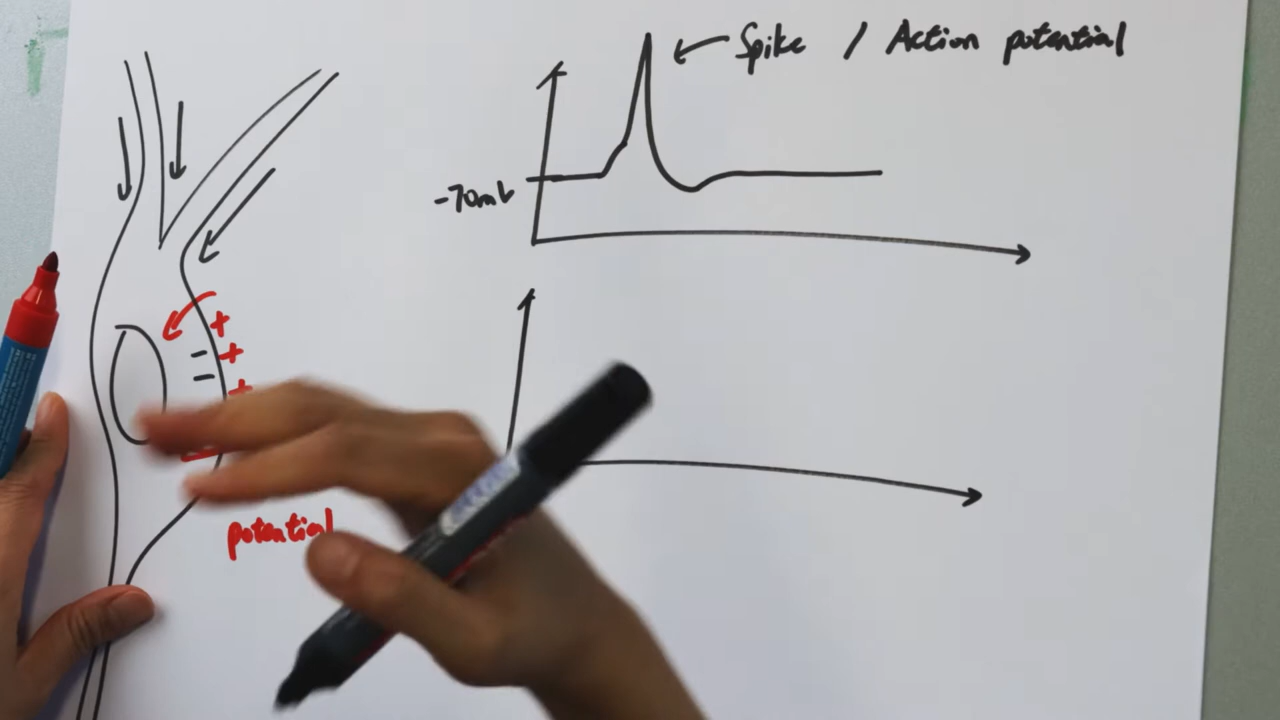 Spike / Action potential
-70mV
+
+
+
potential